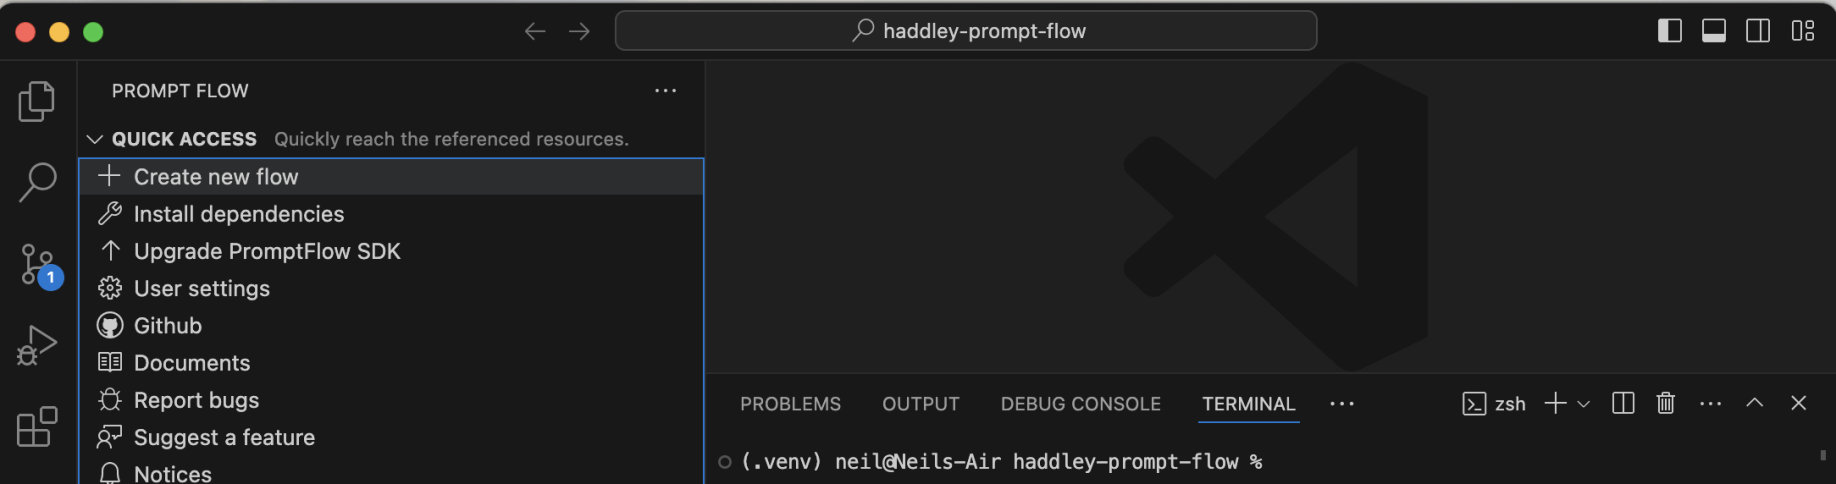 haddley-prompt-flow
PROMPT FLOW
QUICK ACCESS Quickly reach the referenced resources.
Create new flow
Install dependencies
Upgrade PromptFlow SDK
1
User settings
Github
Documents
Report bugs
Suggest a feature
Notices
PROBLEMS OUTPUT DEBUG CONSOLE TERMINAL zsh
(.venv) neil@Neils-Air haddley-prompt-flow %